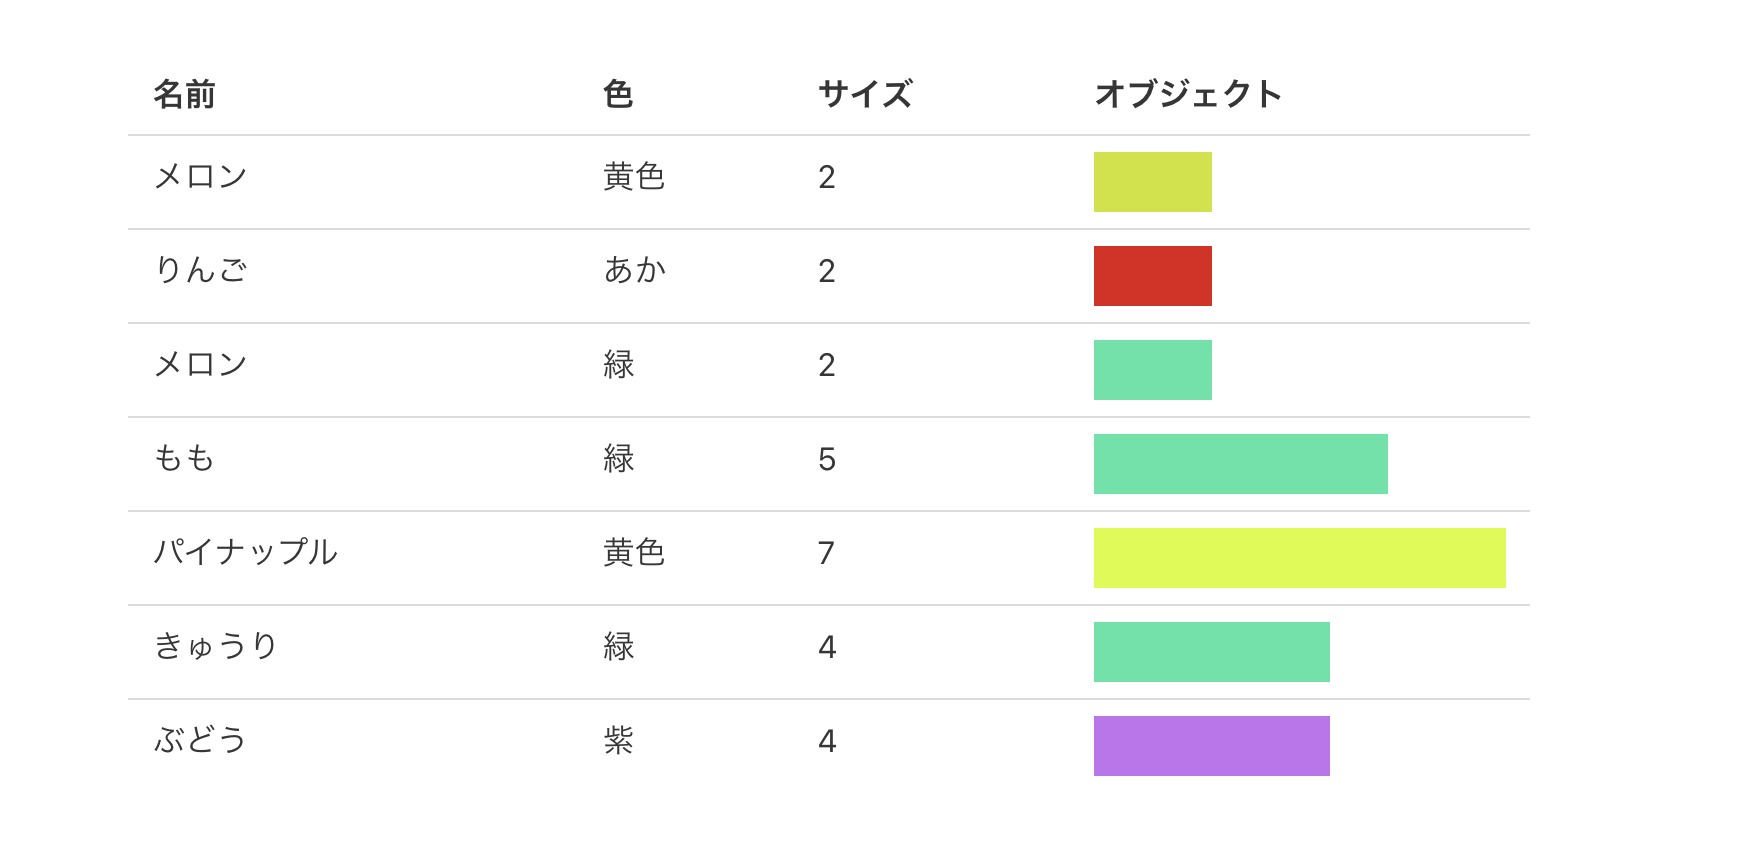 名前 色 サイズ オブジェクト
メロン 黄色 2
りんご あか 2
メロン 緑 2
もも 緑 5
パイナップル 黄色 7
きゅうり 緑 4
ぶどう 紫 4